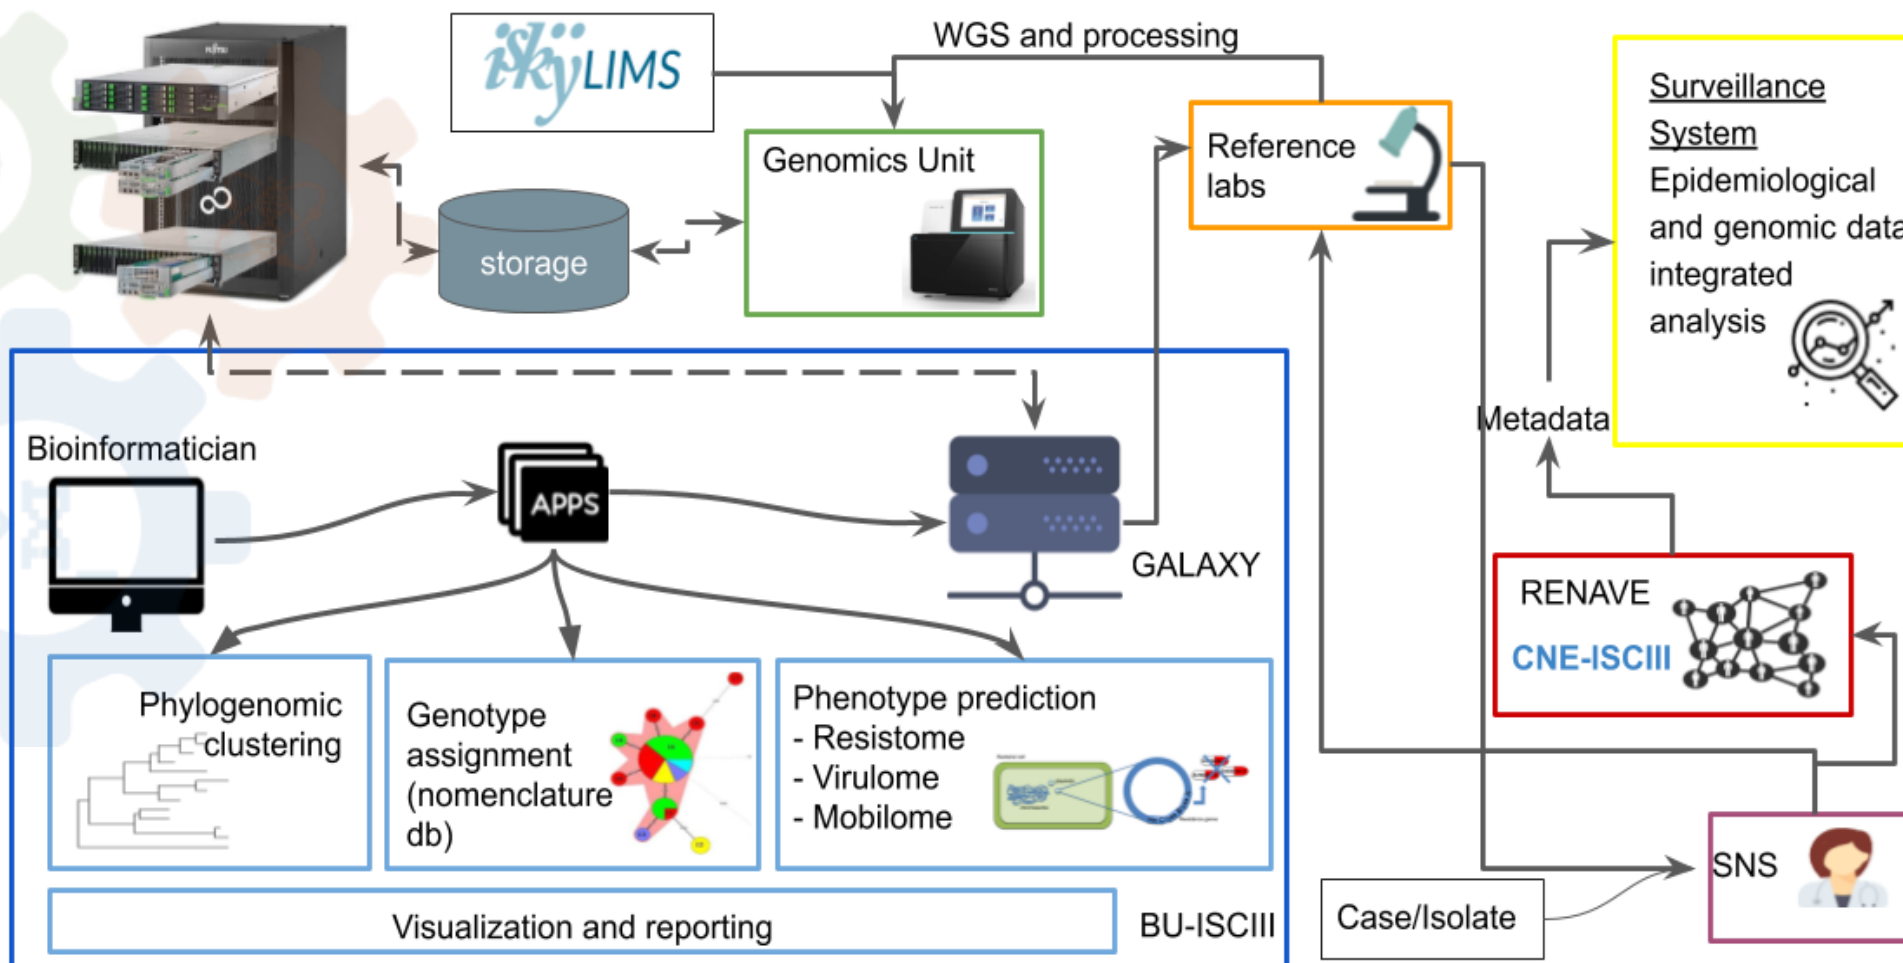 FUJITSU
iskyLIMS
WGS and processing
Genomics Unit
storage
Reference
labs
Surveillance
System
Epidemiological
and genomic data
integrated
analysis
Metadata
Bioinformatician
APPS
GALAXY
RENAVE
CNE-ISCIII
Phylogenomic
clustering
Genotype
assignment
(nomenclature
db)
Phenotype prediction
- Resistome
- Virulome
- Mobilome
Visualization and reporting
BU-ISCIII
Case/Isolate
SNS